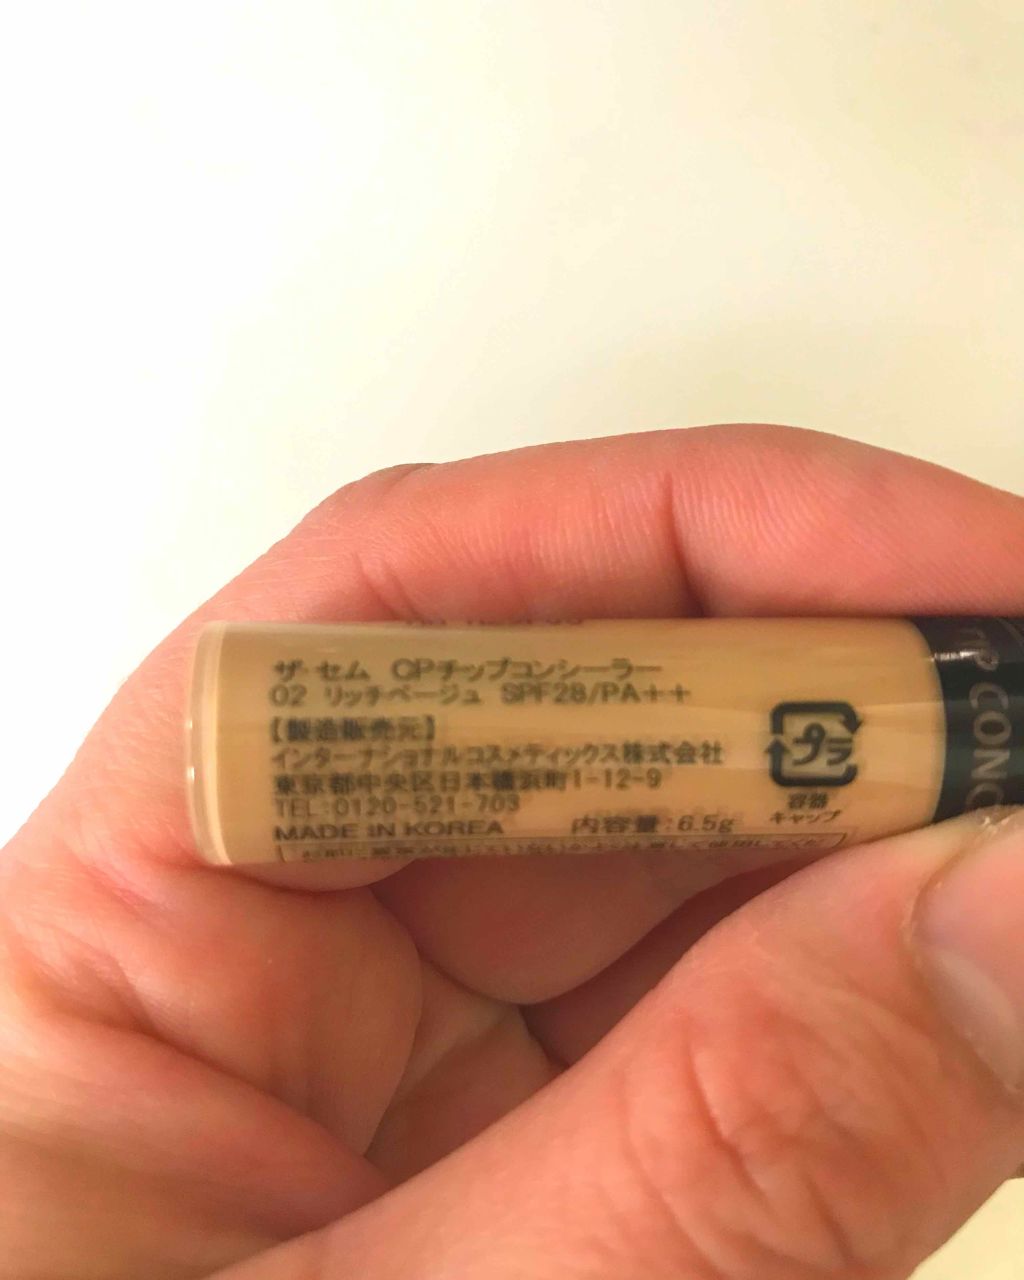 ザ・セム CPチップコンシーラー
02 リッチベージュ SPF28/PA++
【製造販売元】
インターナショナルコスメティックス株式会社
東京都中央区日本橋浜町1-12-9
TEL:0120-521-703
MADE IN KOREA 内容量:6.5g
プラ
容器
キャップ